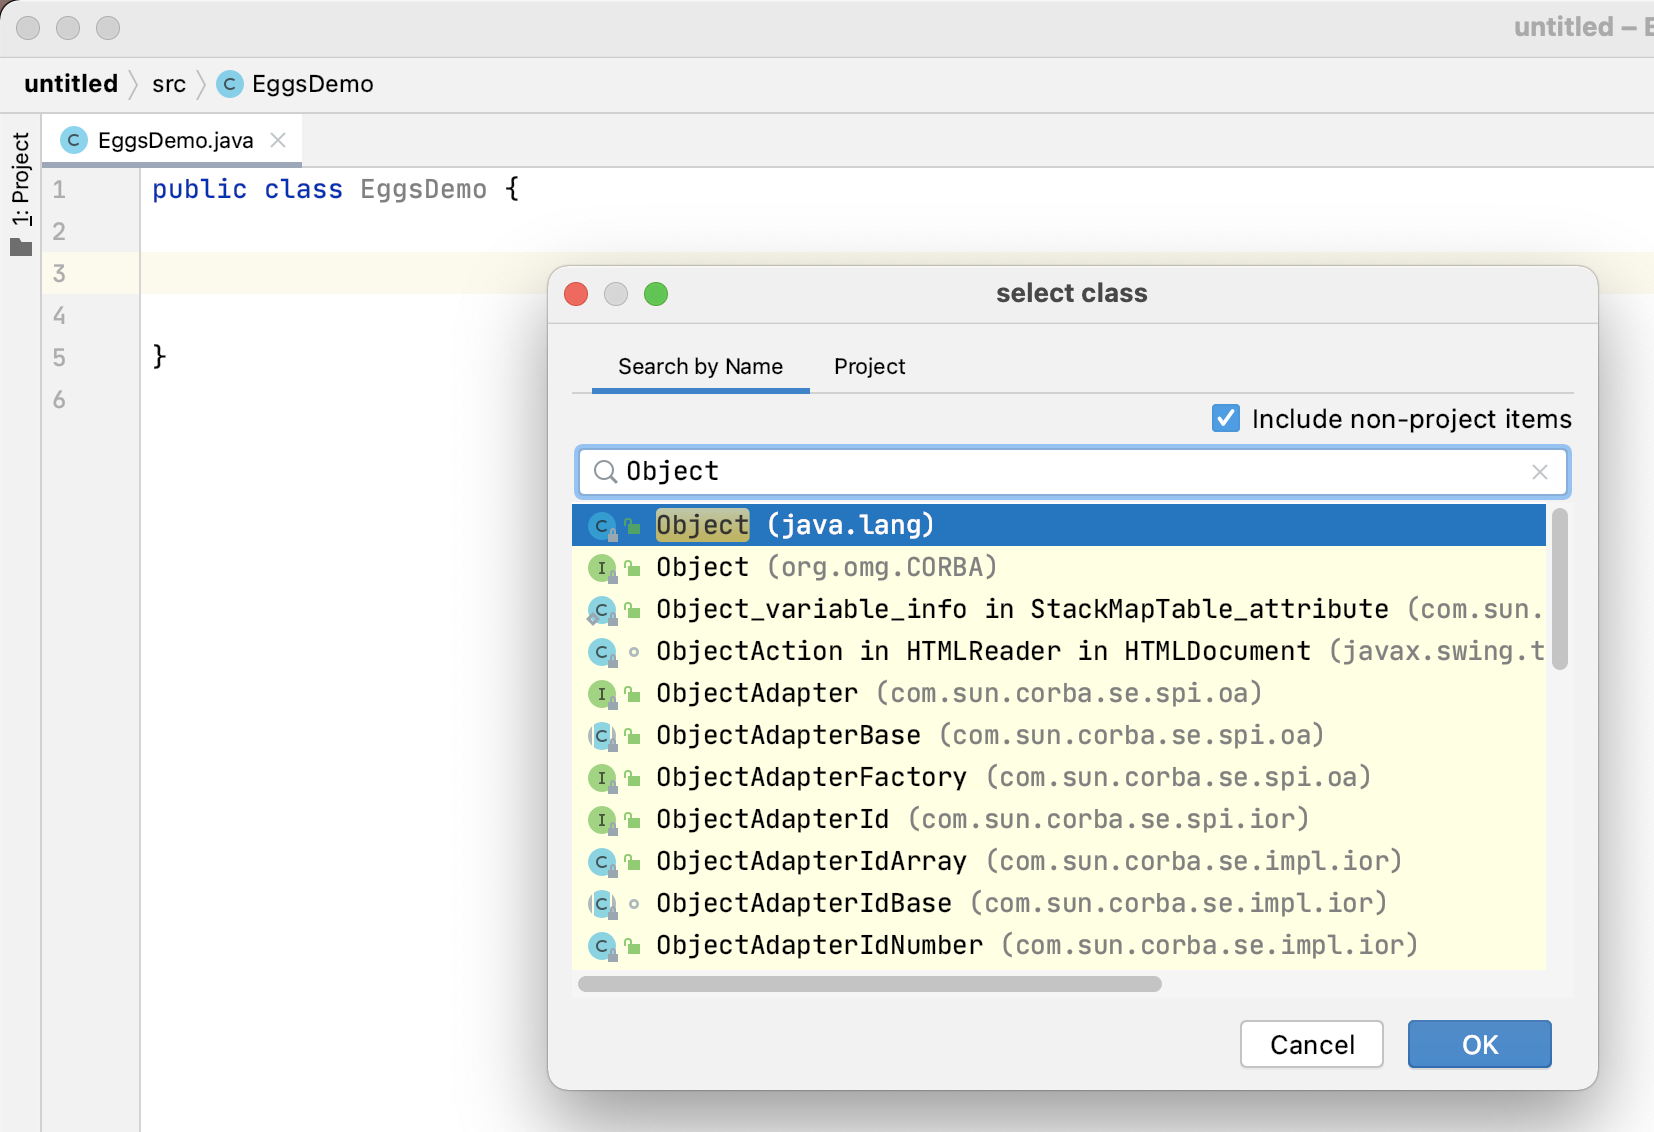 untitled – E
untitled src C EggsDemo
C EggsDemo.java
1: Project
1 public class EggsDemo {
2
3
4
5 }
6
select class
Search by Name Project
Include non-project items
Object
C Object (java.lang)
I Object (org.omg.CORBA)
C Object_variable_info in StackMapTable_attribute (com.sun.
C ObjectAction in HTMLReader in HTMLDocument (javax.swing.t
I ObjectAdapter (com.sun.corba.se.spi.oa)
C ObjectAdapterBase (com.sun.corba.se.spi.oa)
I ObjectAdapterFactory (com.sun.corba.se.spi.oa)
I ObjectAdapterId (com.sun.corba.se.spi.ior)
C ObjectAdapterIdArray (com.sun.corba.se.impl.ior)
C ObjectAdapterIdBase (com.sun.corba.se.impl.ior)
C ObjectAdapterIdNumber (com.sun.corba.se.impl.ior)
Cancel OK